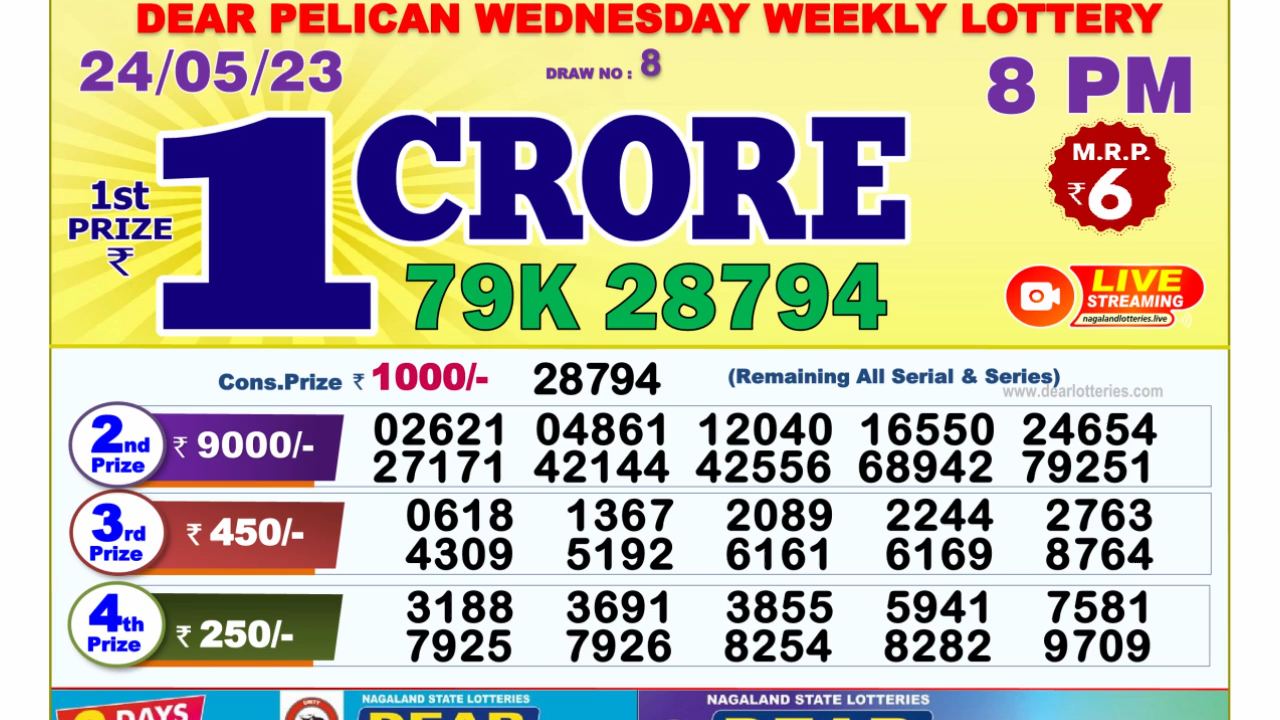 DEAR PELICAN WEDNESDAY WEEKLY LOTTERY
24/05/23
DRAW NO : 8
8 PM
1st
PRIZE
₹
1 CRORE
M.R.P.
₹6
79K 28794
LIVE
STREAMING
nagalandlotteries.live
Cons.Prize ₹ 1000/- 28794 (Remaining All Serial & Series)
www.dearlotteries.com
2nd
Prize
₹ 9000/-
02621 04861 12040 16550 24654
27171 42144 42556 68942 79251
3rd
Prize
₹ 450/-
0618 1367 2089 2244 2763
4309 5192 6161 6169 8764
4th
Prize
₹ 250/-
3188 3691 3855 5941 7581
7925 7926 8254 8282 9709
DAYS
UNITY
NAGALAND STATE LOTTERIES
DEAR
NAGALAND STATE LOTTERIES
DEAR